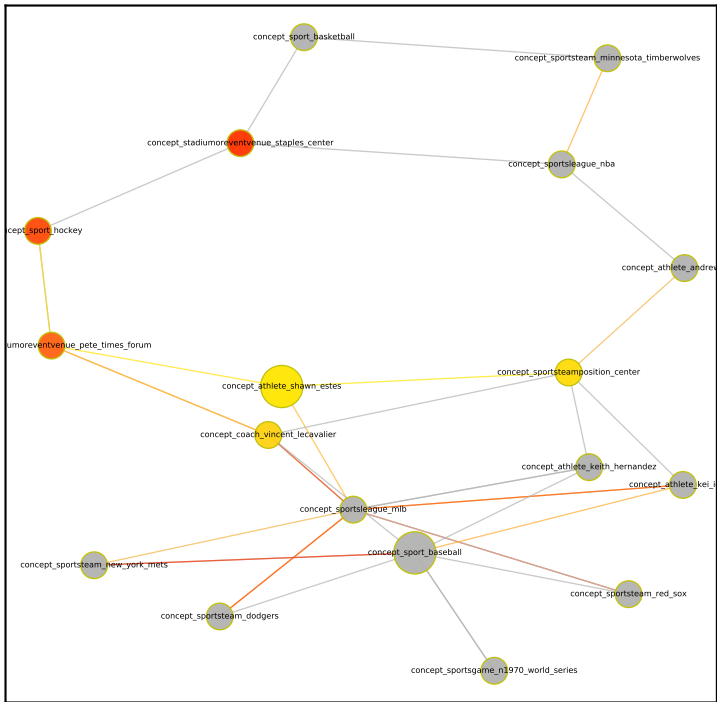 concept_sport_basketball
concept_sportsteam_minnesota_timberwolves
concept_stadiumoreventvenue_staples_center
concept_sportsleague_nba
cept_sport_hockey
concept_athlete_andrew
umoreventvenue_pete_times_forum
concept_sportsteamposition_center
concept_athlete_shawn_estes
concept_coach_vincent_lecavalier
concept_athlete_keith_hernandez
concept_athlete_kei_i
concept_sportsleague_mlb
concept_sport_baseball
concept_sportsteam_new_york_mets
concept_sportsteam_red_sox
concept_sportsteam_dodgers
concept_sportsgame_n1970_world_series